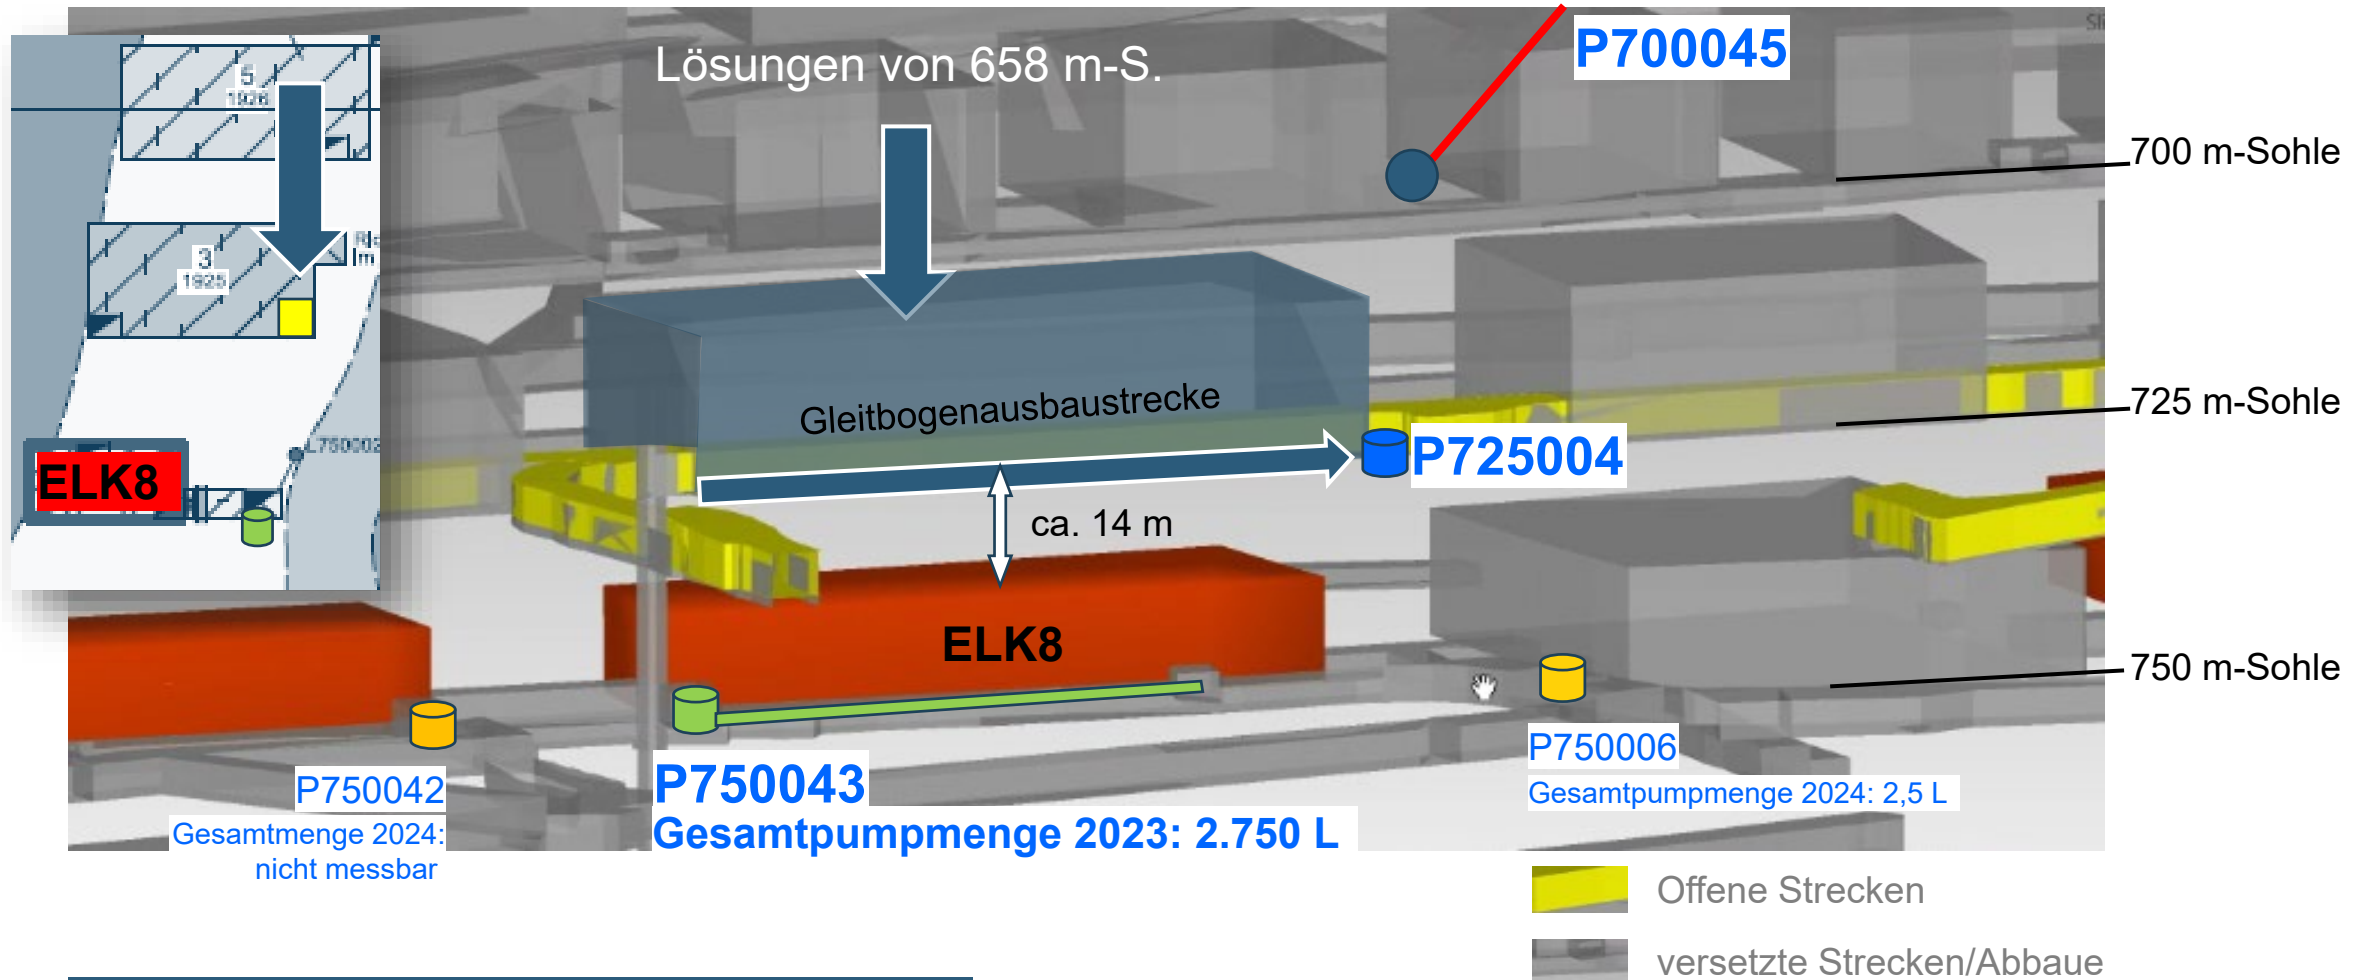 5
1926
3
1925
L750002
ELK8
Lösungen von 658 m-S.
P700045
700 m-Sohle
Gleitbogenausbaustrecke
725 m-Sohle
P725004
ca. 14 m
ELK8
750 m-Sohle
P750042
Gesamtmenge 2024:
nicht messbar
P750043
Gesamtpumpmenge 2023: 2.750 L
P750006
Gesamtpumpmenge 2024: 2,5 L
Offene Strecken
versetzte Strecken/Abbaue